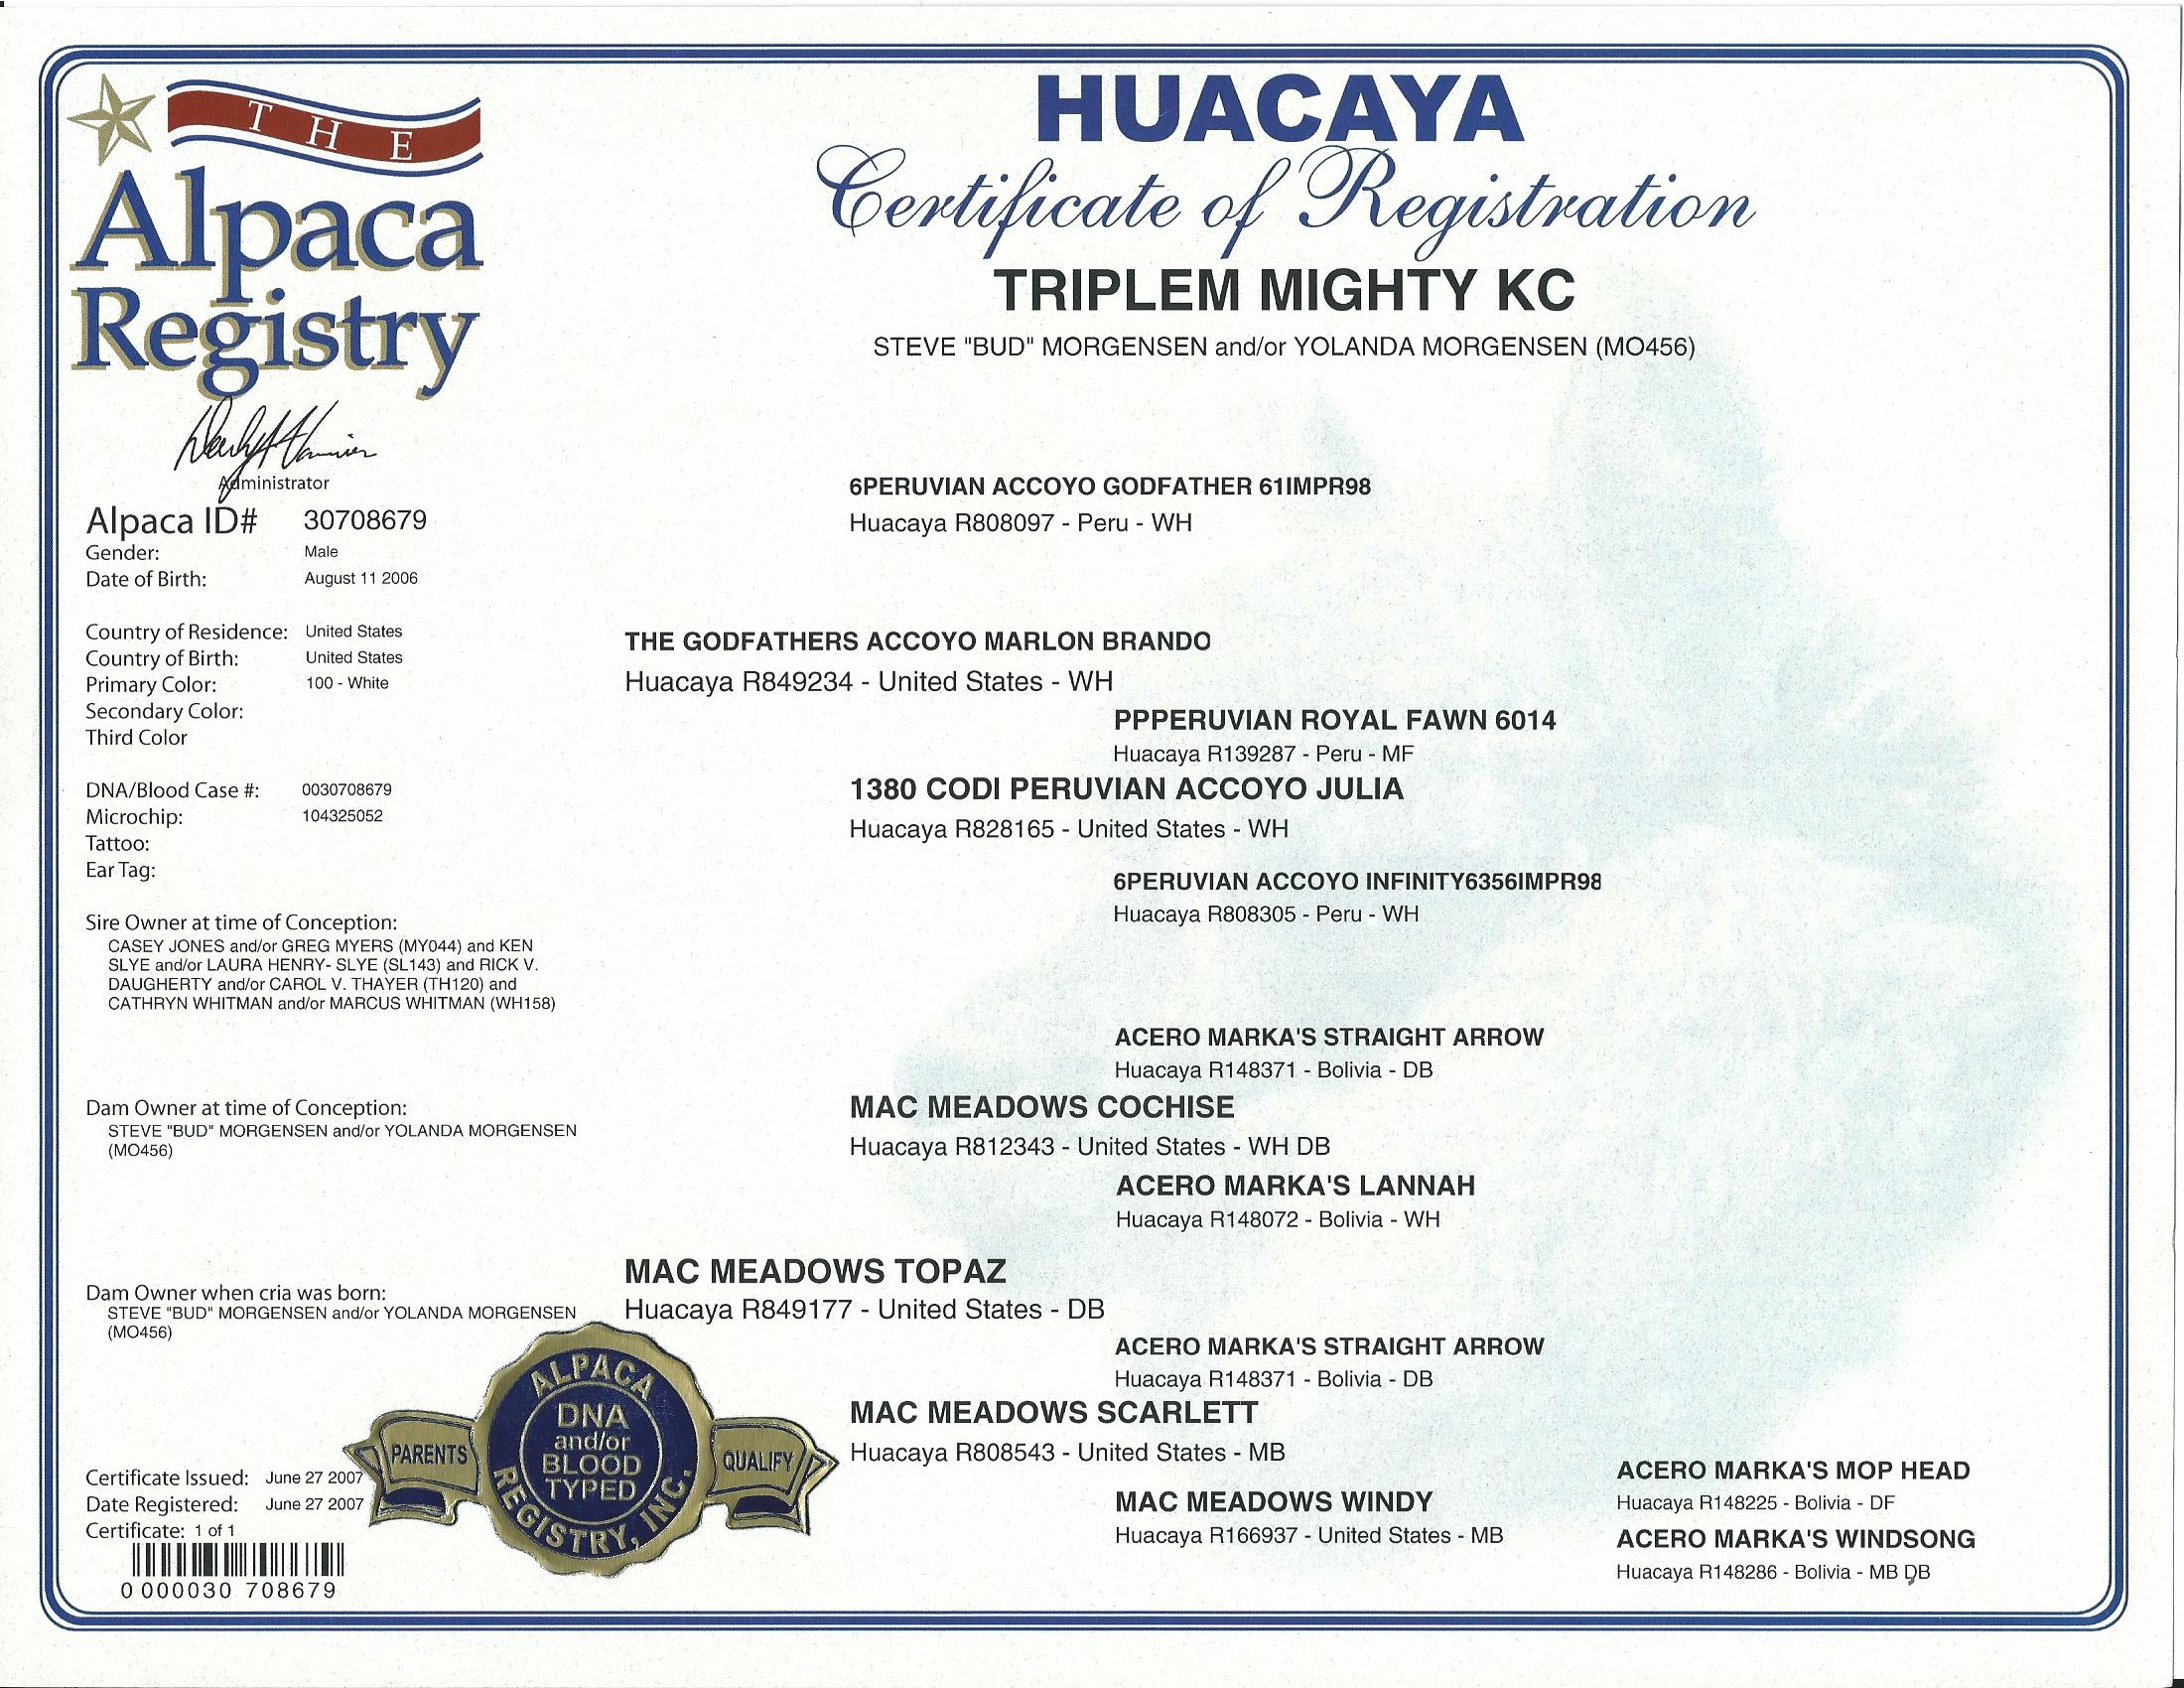 THE
Alpaca
Registry
Administrator
HUACAYA
Certificate of Registration
TRIPLEM MIGHTY KC
STEVE "BUD" MORGENSEN and/or YOLANDA MORGENSEN (MO456)
Alpaca ID# 30708679
Gender: Male
Date of Birth: August 11 2006
Country of Residence: United States
Country of Birth: United States
Primary Color: 100 - White
Secondary Color:
Third Color
DNA/Blood Case #: 0030708679
Microchip: 104325052
Tattoo:
Ear Tag:
Sire Owner at time of Conception:
CASEY JONES and/or GREG MYERS (MY044) and KEN
SLYE and/or LAURA HENRY- SLYE (SL143) and RICK V.
DAUGHERTY and/or CAROL V. THAYER (TH120) and
CATHRYN WHITMAN and/or MARCUS WHITMAN (WH158)
Dam Owner at time of Conception:
STEVE "BUD" MORGENSEN and/or YOLANDA MORGENSEN
(MO456)
Dam Owner when cria was born:
STEVE "BUD" MORGENSEN and/or YOLANDA MORGENSEN
(MO456)
Certificate Issued: June 27 2007
Date Registered: June 27 2007
Certificate: 1 of 1
0 000030 708679
ALPACA
REGISTRY, INC.
DNA
and/or
BLOOD
TYPED
PARENTS
QUALIFY
6PERUVIAN ACCOYO GODFATHER 61IMPR98
Huacaya R808097 - Peru - WH
THE GODFATHERS ACCOYO MARLON BRANDO
Huacaya R849234 - United States - WH
PPPERUVIAN ROYAL FAWN 6014
Huacaya R139287 - Peru - MF
1380 CODI PERUVIAN ACCOYO JULIA
Huacaya R828165 - United States - WH
6PERUVIAN ACCOYO INFINITY6356IMPR98
Huacaya R808305 - Peru - WH
ACERO MARKA'S STRAIGHT ARROW
Huacaya R148371 - Bolivia - DB
MAC MEADOWS COCHISE
Huacaya R812343 - United States - WH DB
ACERO MARKA'S LANNAH
Huacaya R148072 - Bolivia - WH
MAC MEADOWS TOPAZ
Huacaya R849177 - United States - DB
ACERO MARKA'S STRAIGHT ARROW
Huacaya R148371 - Bolivia - DB
MAC MEADOWS SCARLETT
Huacaya R808543 - United States - MB
MAC MEADOWS WINDY
Huacaya R166937 - United States - MB
ACERO MARKA'S MOP HEAD
Huacaya R148225 - Bolivia - DF
ACERO MARKA'S WINDSONG
Huacaya R148286 - Bolivia - MB DB